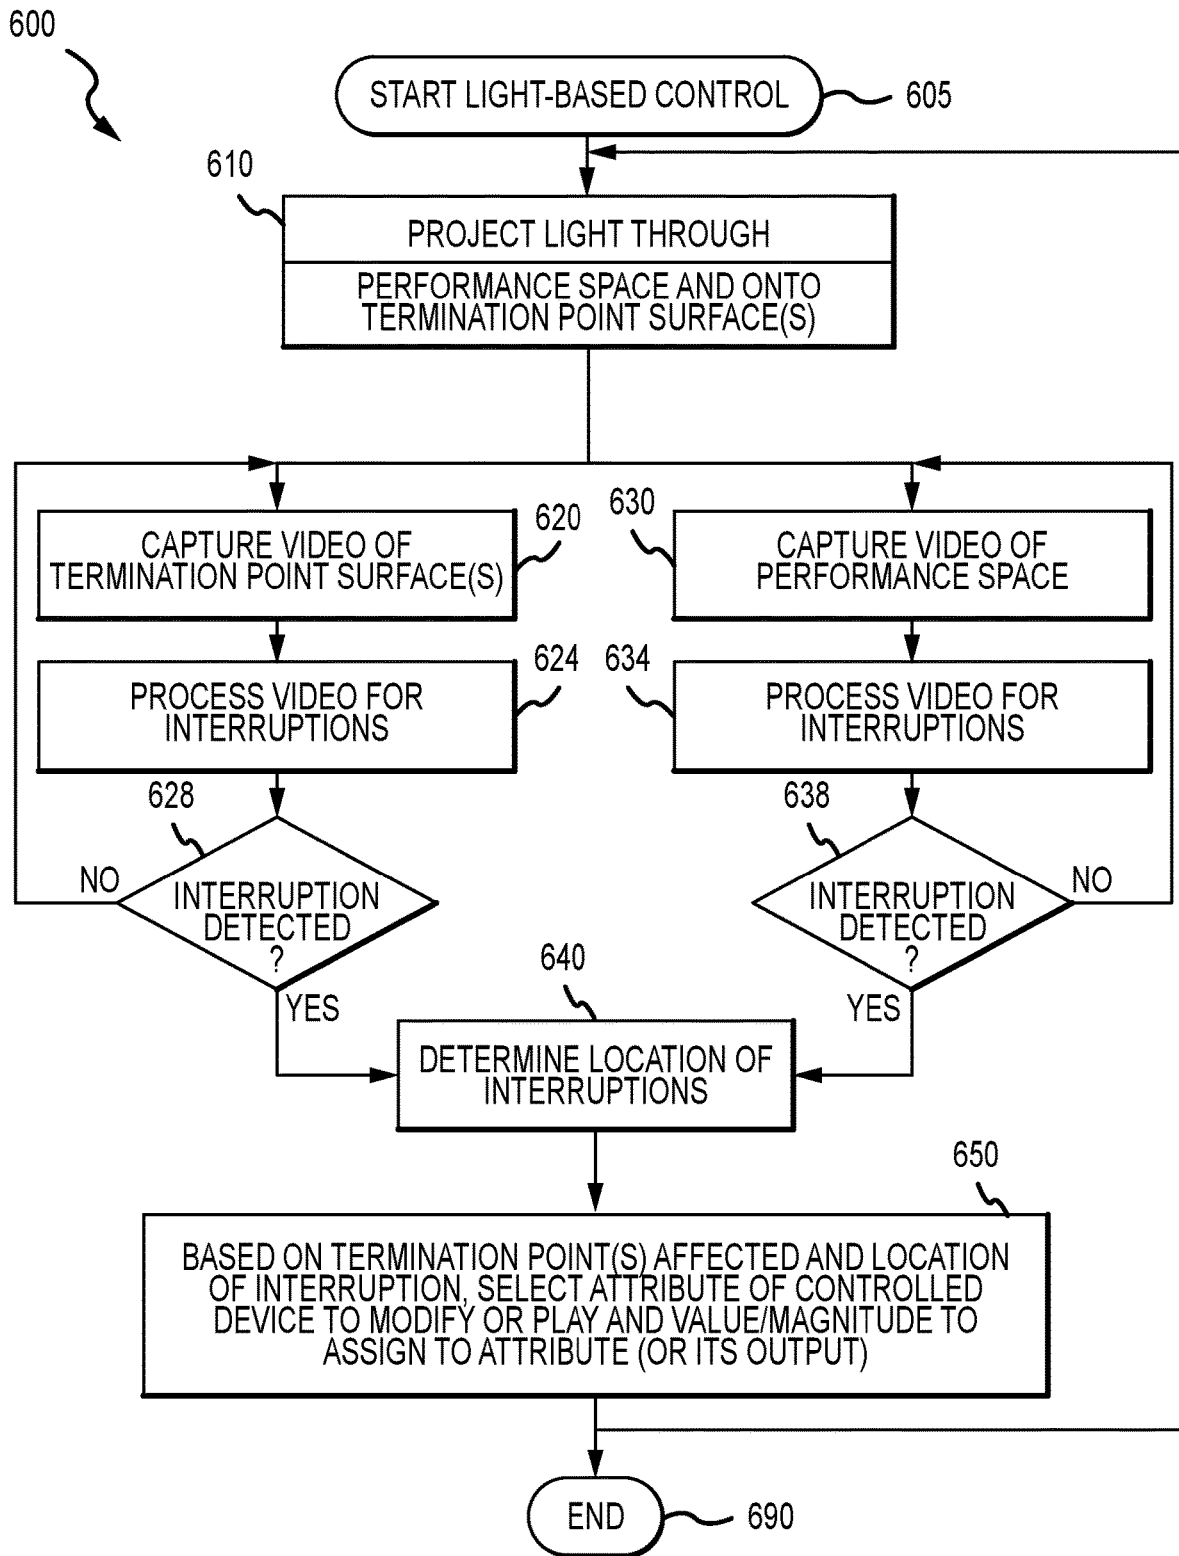 600
START LIGHT-BASED CONTROL
605
610
PROJECT LIGHT THROUGH
PERFORMANCE SPACE AND ONTO
TERMINATION POINT SURFACE(S)
CAPTURE VIDEO OF
TERMINATION POINT SURFACE(S)
620
630
CAPTURE VIDEO OF
PERFORMANCE SPACE
PROCESS VIDEO FOR
INTERRUPTIONS
624
634
PROCESS VIDEO FOR
INTERRUPTIONS
628
NO
INTERRUPTION
DETECTED
?
YES
638
NO
INTERRUPTION
DETECTED
?
YES
640
DETERMINE LOCATION OF
INTERRUPTIONS
650
BASED ON TERMINATION POINT(S) AFFECTED AND LOCATION
OF INTERRUPTION, SELECT ATTRIBUTE OF CONTROLLED
DEVICE TO MODIFY OR PLAY AND VALUE/MAGNITUDE TO
ASSIGN TO ATTRIBUTE (OR ITS OUTPUT)
END
690